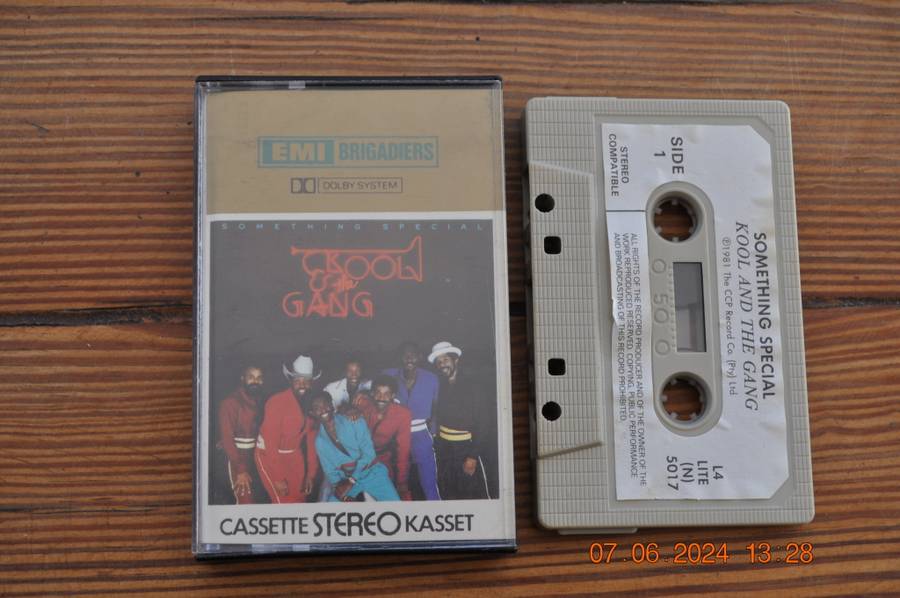 EMI BRIGADIERS
DOLBY SYSTEM
SOMETHING SPECIAL
KOOL
& The
GANG
CASSETTE STEREO KASSET
SOMETHING SPECIAL
KOOL AND THE GANG
℗1981 The CCP Record Co. (Pty) Ltd
SIDE
1
STEREO
COMPATIBLE
L4
LITE
(N)
5017
ALL RIGHTS OF THE RECORD PRODUCER AND OF THE OWNER OF THE
WORK REPRODUCED RESERVED. COPYING, PUBLIC PERFORMANCE
AND BROADCASTING OF THIS RECORD PROHIBITED.
50
07.06.2024 13:28